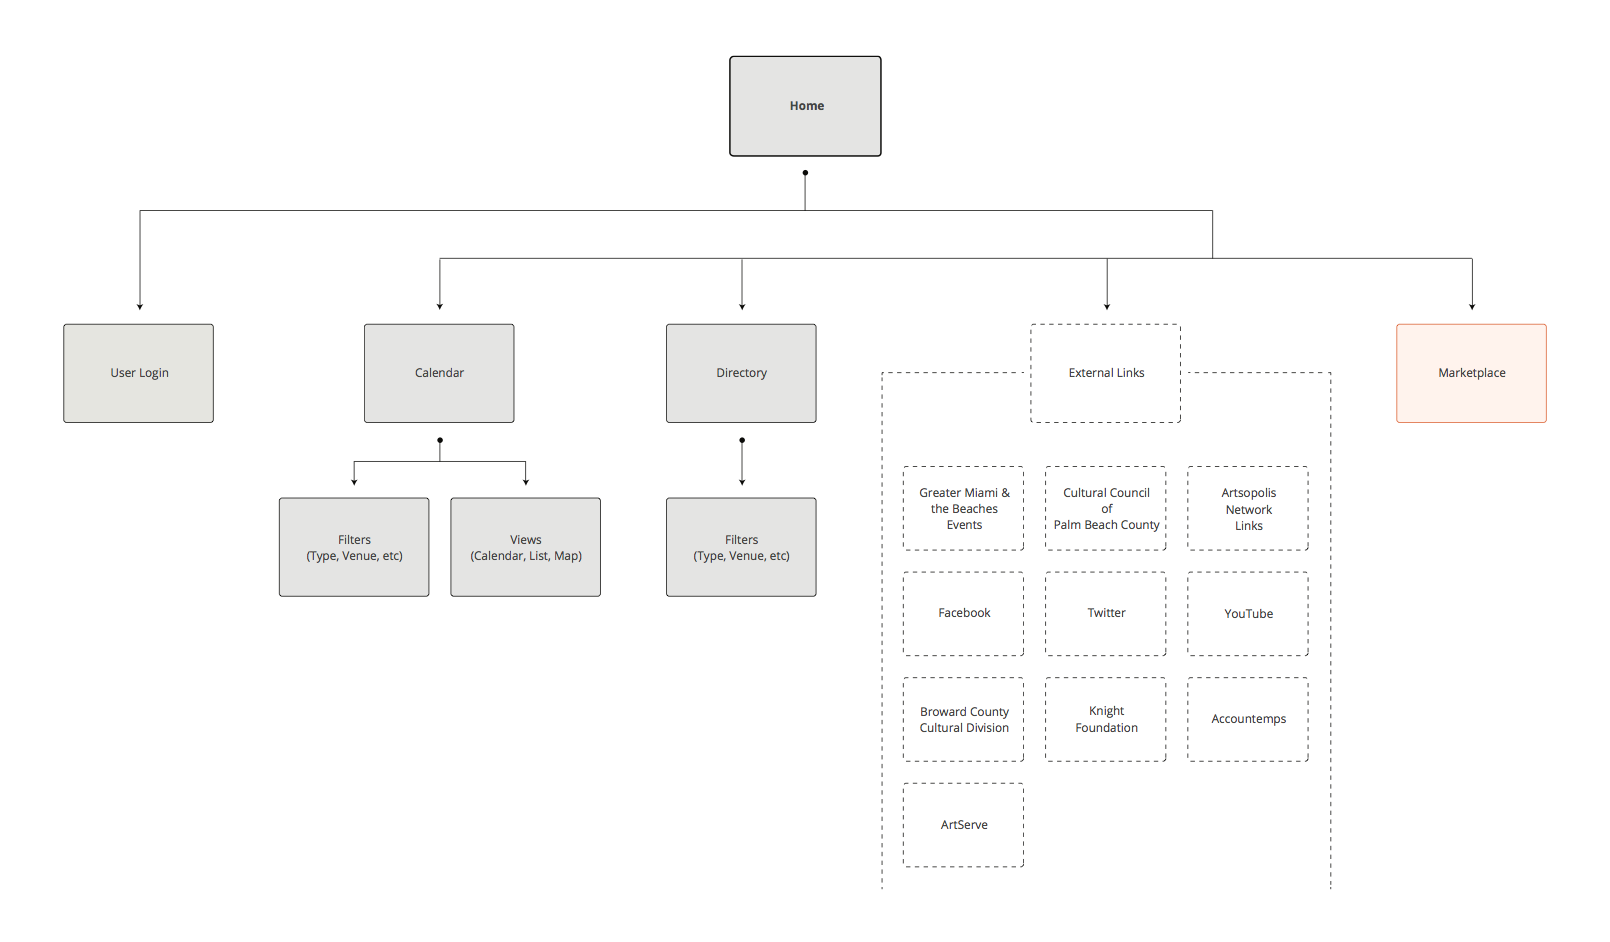 Home
User Login
Calendar
Directory
External Links
Marketplace
Filters
(Type, Venue, etc)
Views
(Calendar, List, Map)
Filters
(Type, Venue, etc)
Greater Miami &
the Beaches
Events
Cultural Council
of
Palm Beach County
Artsopolis
Network
Links
Facebook
Twitter
YouTube
Broward County
Cultural Division
Knight
Foundation
Accountemps
ArtServe